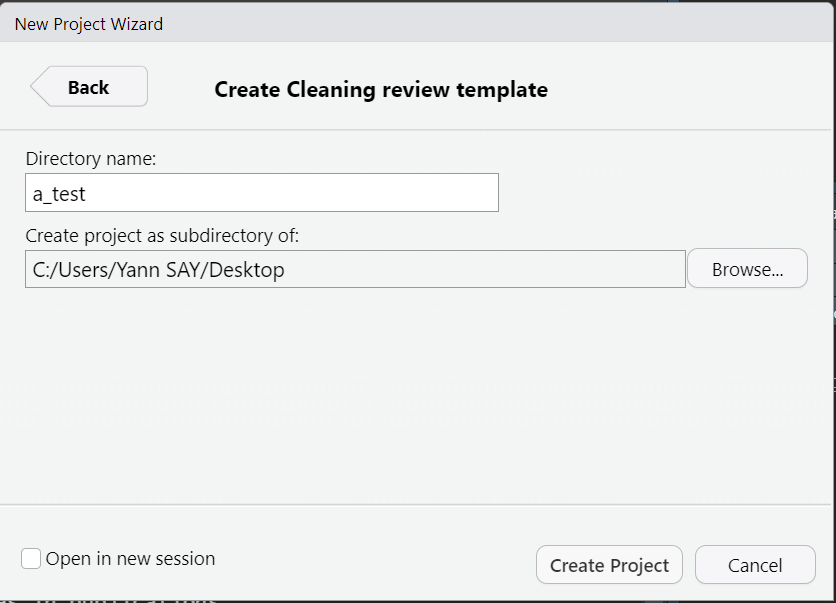 New Project Wizard
Back
Create Cleaning review template
Directory name:
a_test
Create project as subdirectory of:
C:/Users/Yann SAY/Desktop
Browse...
Open in new session
Create Project
Cancel